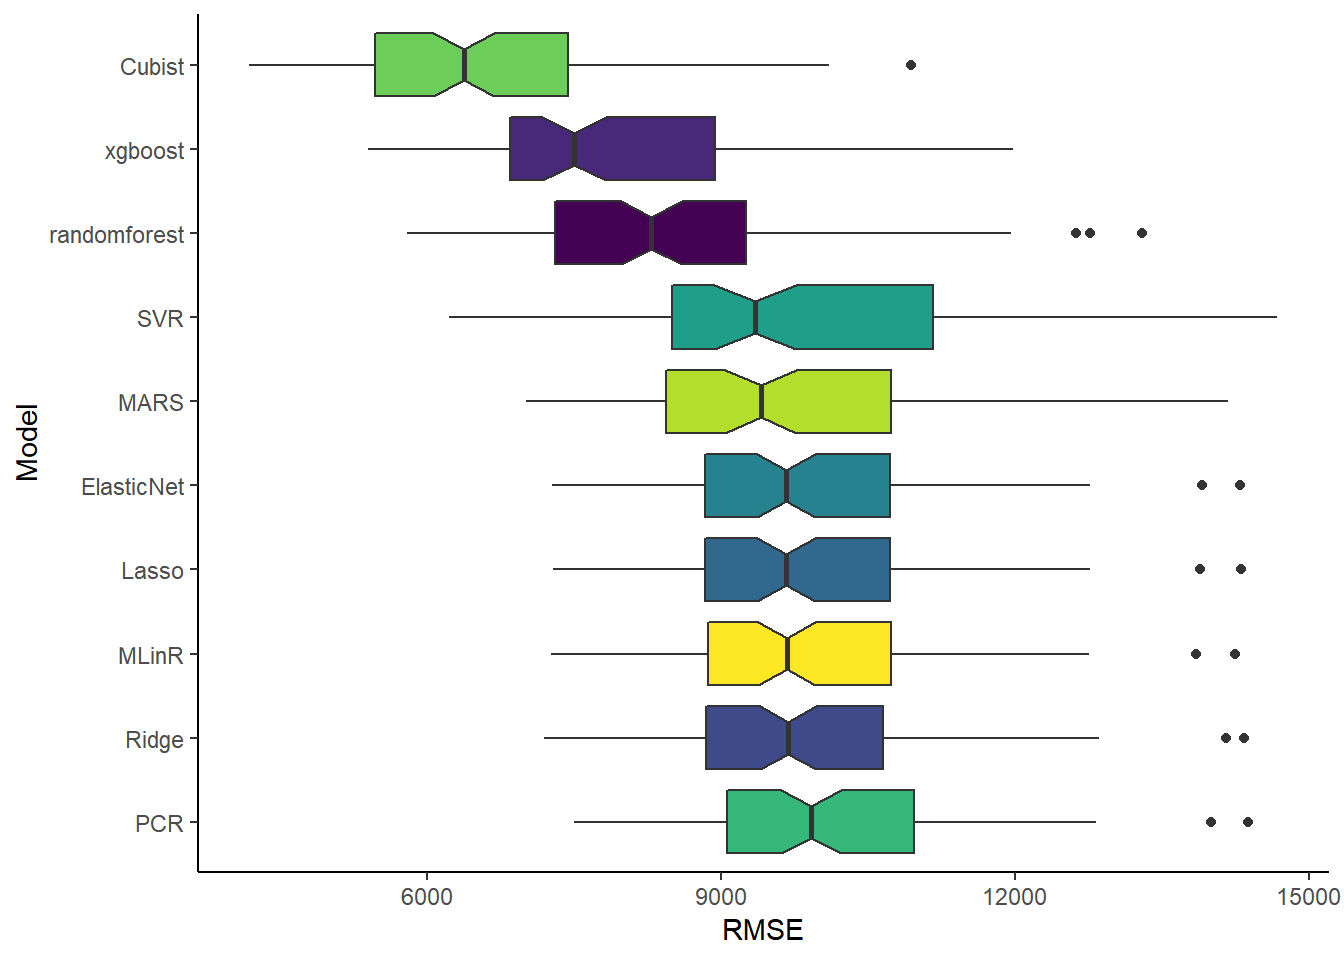 Cubist
xgboost
randomforest
SVR
MARS
ElasticNet
Lasso
MLinR
Ridge
PCR
Model
6000 9000 12000 15000
RMSE